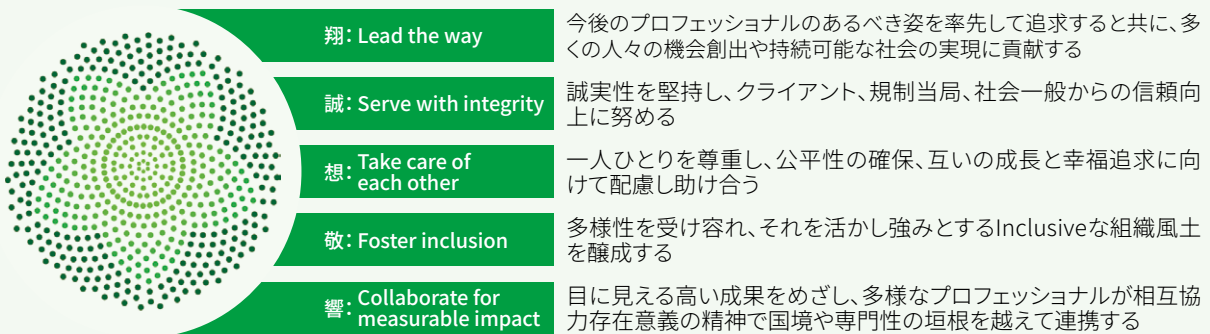 翔: Lead the way
今後のプロフェッショナルのあるべき姿を率先して追求すると共に、多
くの人々の機会創出や持続可能な社会の実現に貢献する
誠: Serve with integrity
誠実性を堅持し、クライアント、規制当局、社会一般からの信頼向
上に努める
想: Take care of
each other
一人ひとりを尊重し、公平性の確保、互いの成長と幸福追求に向
けて配慮し助け合う
敬: Foster inclusion
多様性を受け容れ、それを活かし強みとするInclusiveな組織風土
を醸成する
響: Collaborate for
measurable impact
目に見える高い成果をめざし、多様なプロフェッショナルが相互協
力存在意義の精神で国境や専門性の垣根を越えて連携する